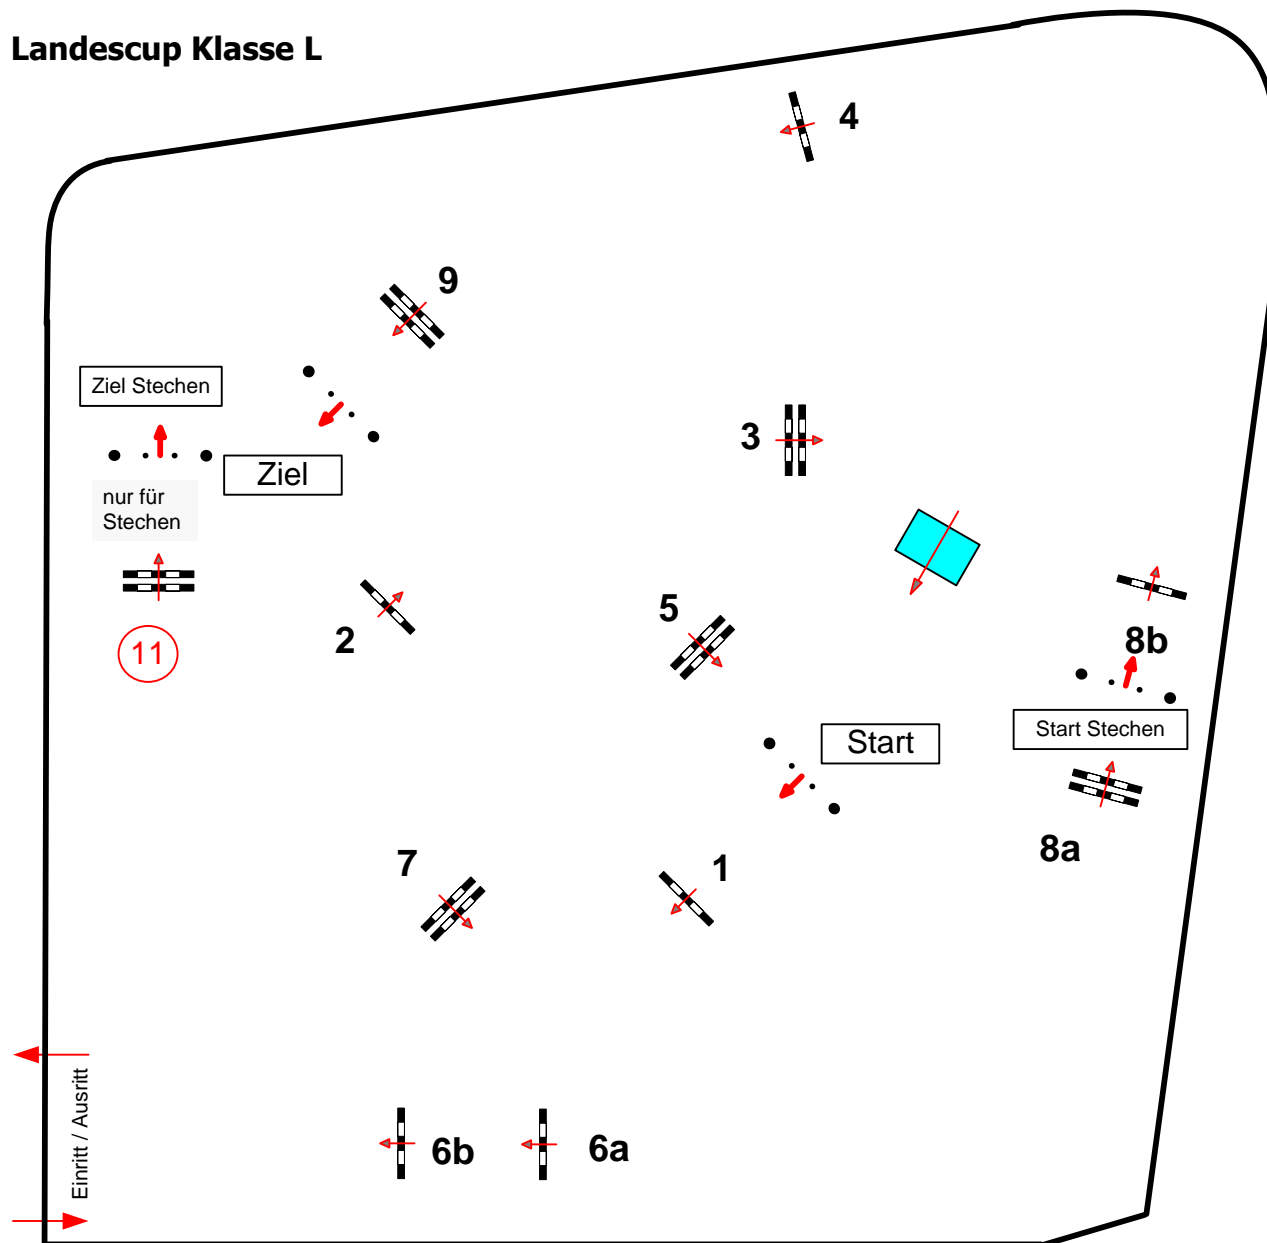 Landescup Klasse L
4
9
Ziel Stechen
3
Ziel
nur für
Stechen
5
2
8b
11
Start Stechen
Start
8a
7
1
Einritt / Ausritt
6b
6a